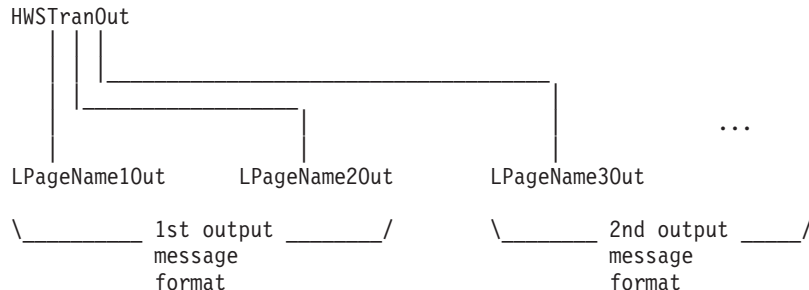 HWSTranOut
...
LPageName1Out LPageName2Out LPageName3Out
1st output 2nd output
message message
format format